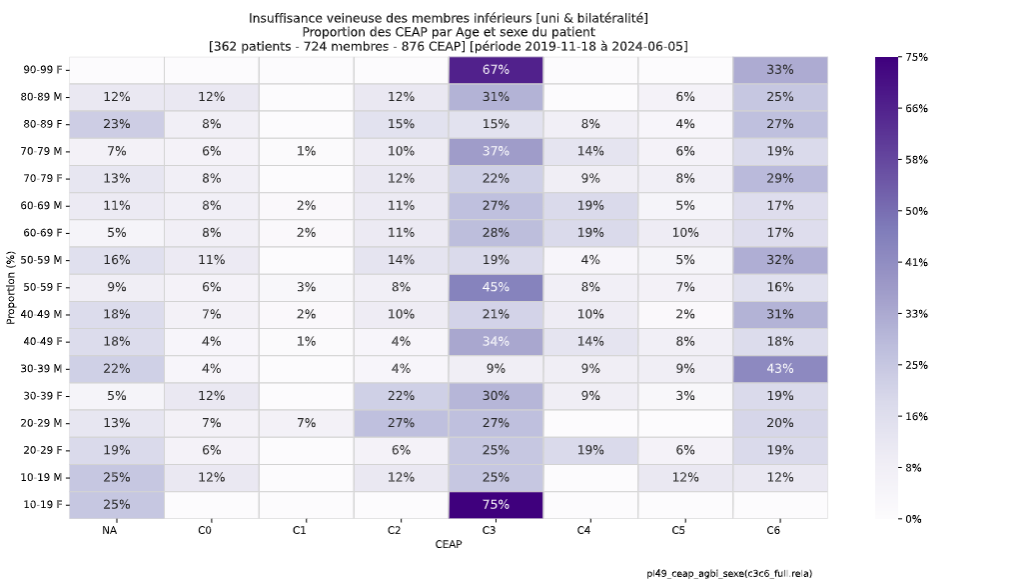 Insuffisance veineuse des membres inférieurs [uni & bilatéralité]
Proportion des CEAP par Age et sexe du patient
[362 patients - 724 membres - 876 CEAP] [période 2019-11-18 à 2024-06-05]
90-99 F 67% 33%
80-89 M 12% 12% 12% 31% 6% 25%
80-89 F 23% 8% 15% 15% 8% 4% 27%
70-79 M 7% 6% 1% 10% 37% 14% 6% 19%
70-79 F 13% 8% 12% 22% 9% 8% 29%
60-69 M 11% 8% 2% 11% 27% 19% 5% 17%
60-69 F 5% 8% 2% 11% 28% 19% 10% 17%
50-59 M 16% 11% 14% 19% 4% 5% 32%
50-59 F 9% 6% 3% 8% 45% 8% 7% 16%
40-49 M 18% 7% 2% 10% 21% 10% 2% 31%
40-49 F 18% 4% 1% 4% 34% 14% 8% 18%
30-39 M 22% 4% 4% 9% 9% 9% 43%
30-39 F 5% 12% 22% 30% 9% 3% 19%
20-29 M 13% 7% 7% 27% 27% 20%
20-29 F 19% 6% 6% 25% 19% 6% 19%
10-19 M 25% 12% 12% 25% 12% 12%
10-19 F 25% 75%
NA C0 C1 C2 C3 C4 C5 C6
CEAP
Proportion (%)
75%
66%
58%
50%
41%
33%
25%
16%
8%
0%
pl49_ceap_agbi_sexe(c3c6_full.rela)